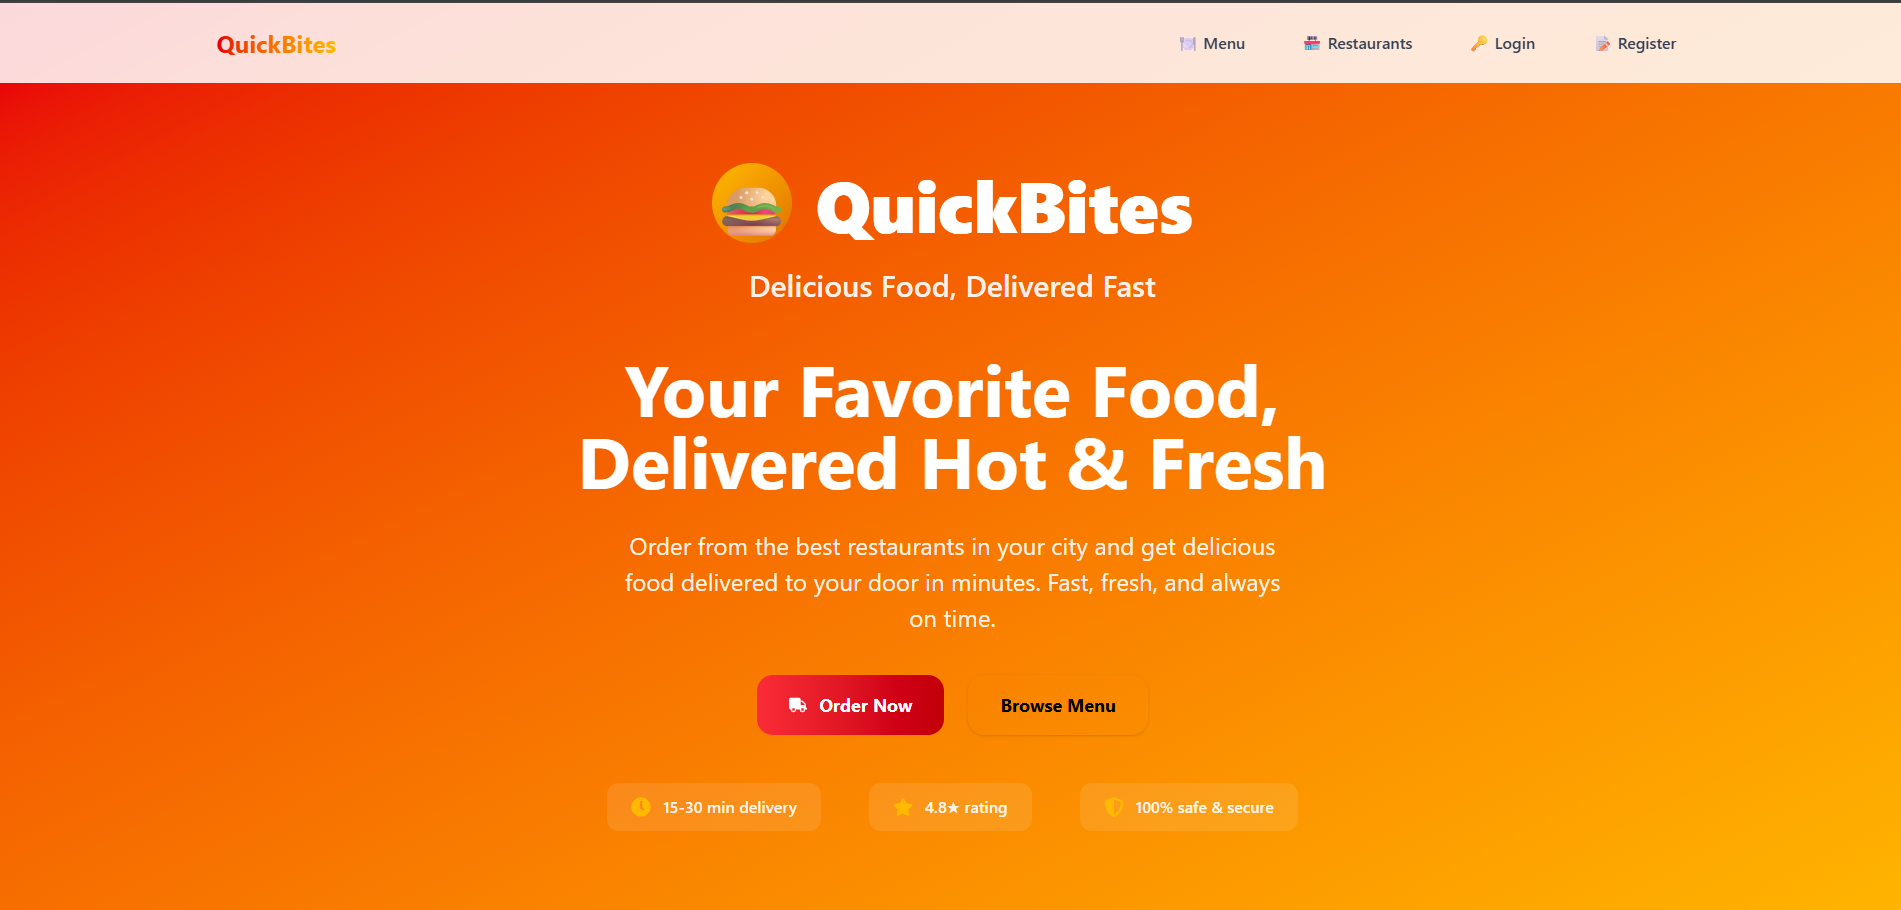 QuickBites
Menu
Restaurants
Login
Register
QuickBites
Delicious Food, Delivered Fast
Your Favorite Food,
Delivered Hot & Fresh
Order from the best restaurants in your city and get delicious
food delivered to your door in minutes. Fast, fresh, and always
on time.
Order Now
Browse Menu
15-30 min delivery
4.8★ rating
100% safe & secure